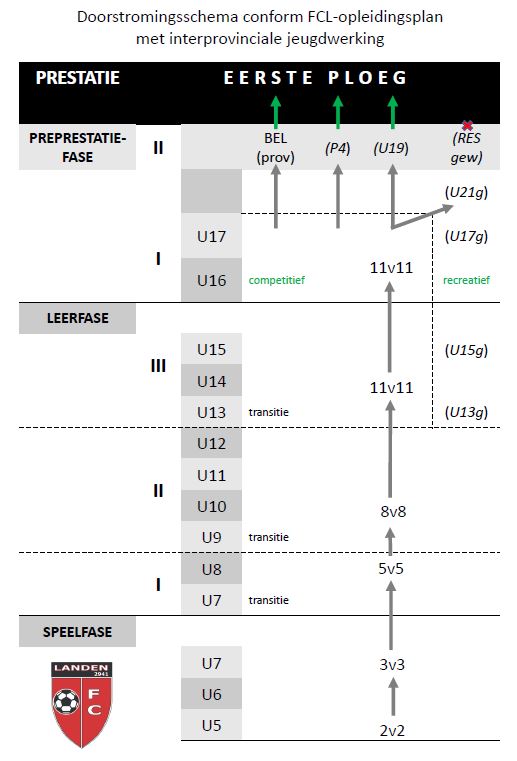 Doorstromingsschema conform FCL-opleidingsplan
met interprovinciale jeugdwerking
PRESTATIE EERSTE PLOEG
PREPRESTATIE-
FASE
II
BEL
(prov)
(P4)
(U19)
(RES
gew)
(U21g)
U17
(U17g)
I
11v11
U16 competitief recreatief
LEERFASE
U15
(U15g)
III
U14
11v11
U13 transitie
(U13g)
U12
U11
II
U10
8v8
U9 transitie
U8
5v5
I
U7 transitie
SPEELFASE
U7
3v3
U6
U5
2v2
LANDEN
2941
F
C